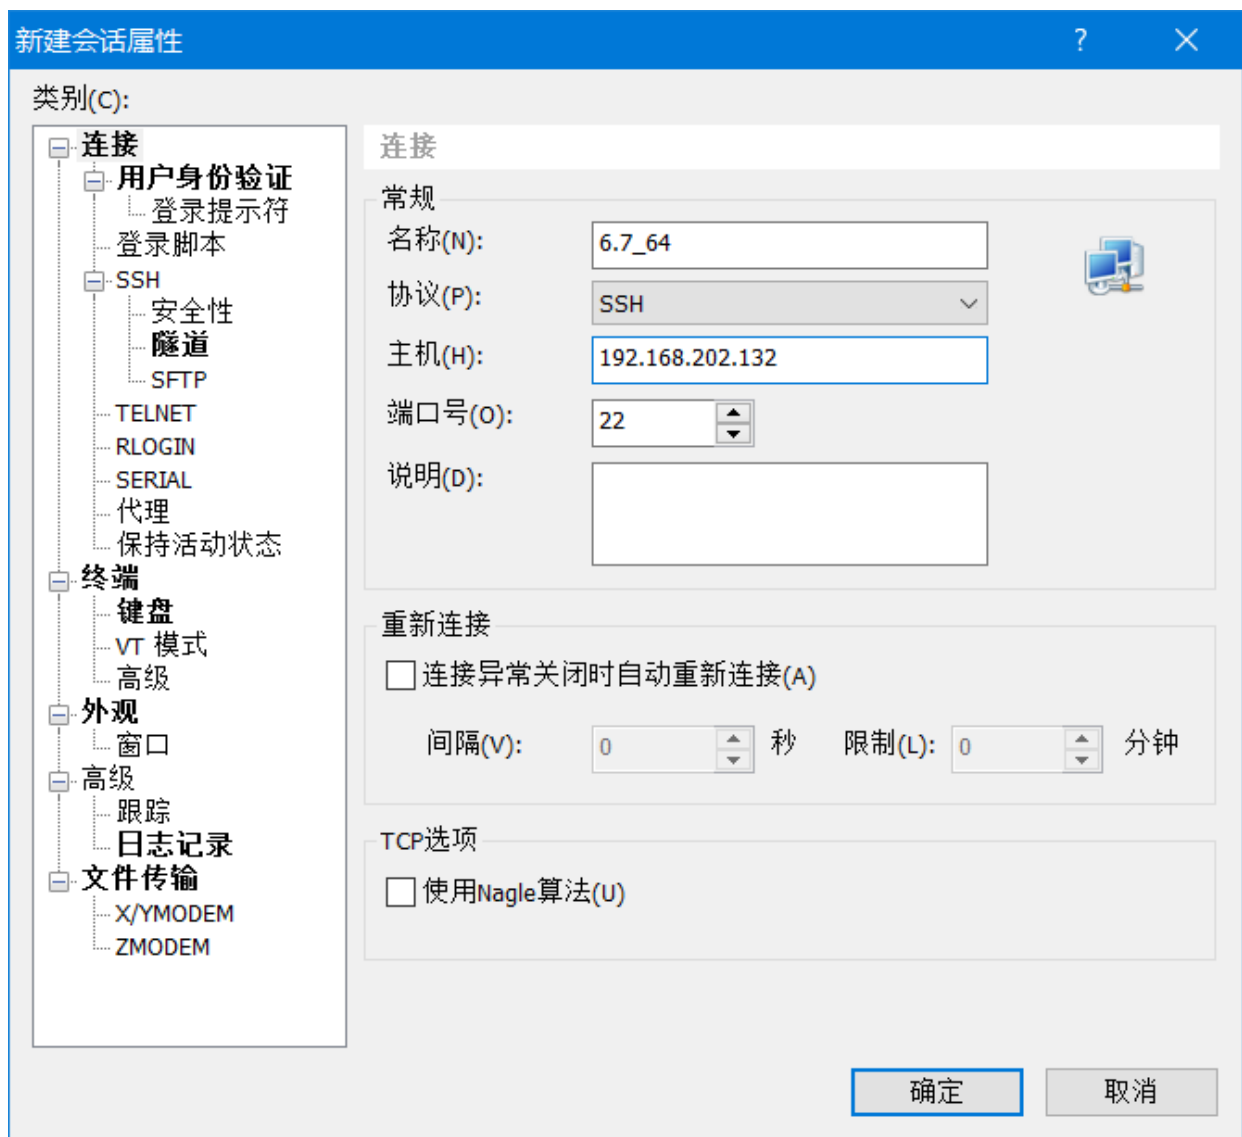 新建会话属性
类别(C):
连接
用户身份验证
登录提示符
登录脚本
SSH
安全性
隧道
SFTP
TELNET
RLOGIN
SERIAL
代理
保持活动状态
终端
键盘
VT 模式
高级
外观
窗口
高级
跟踪
日志记录
文件传输
X/YMODEM
ZMODEM
连接
常规
名称(N): 6.7_64
协议(P): SSH
主机(H): 192.168.202.132
端口号(O): 22
说明(D):
重新连接
连接异常关闭时自动重新连接(A)
间隔(V): 0 秒 限制(L): 0 分钟
TCP选项
使用Nagle算法(U)
确定 取消